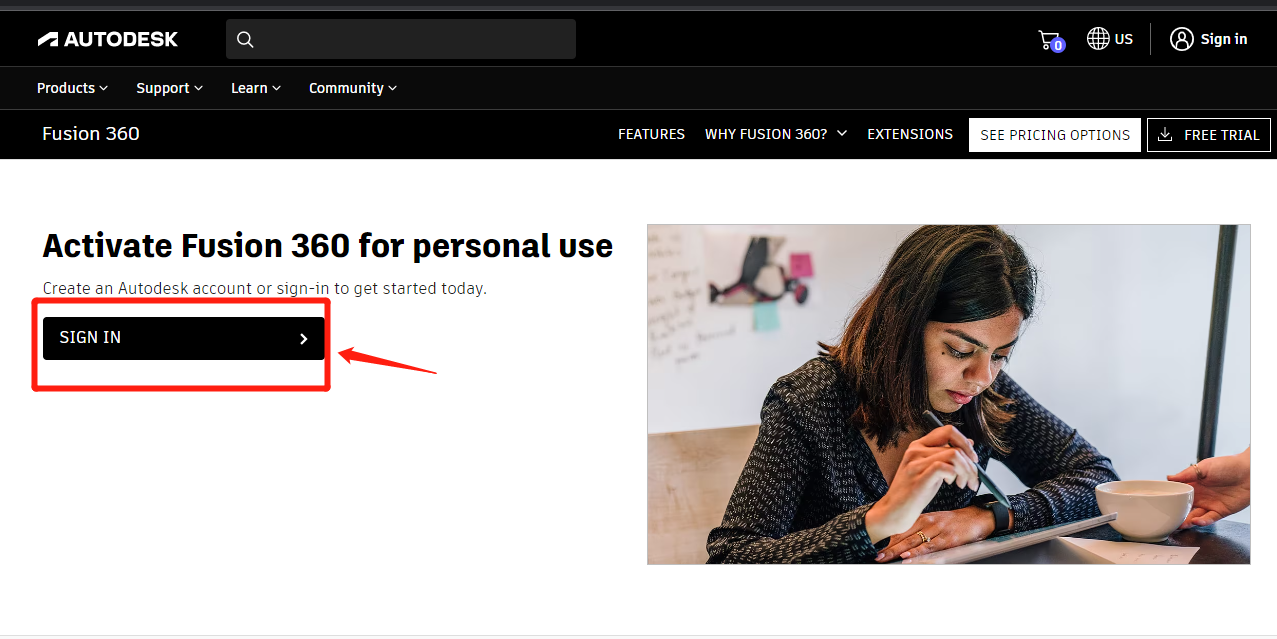 AUTODESK
0
US
Sign in
Products
Support
Learn
Community
Fusion 360
FEATURES
WHY FUSION 360?
EXTENSIONS
SEE PRICING OPTIONS
FREE TRIAL
Activate Fusion 360 for personal use
Create an Autodesk account or sign-in to get started today.
SIGN IN